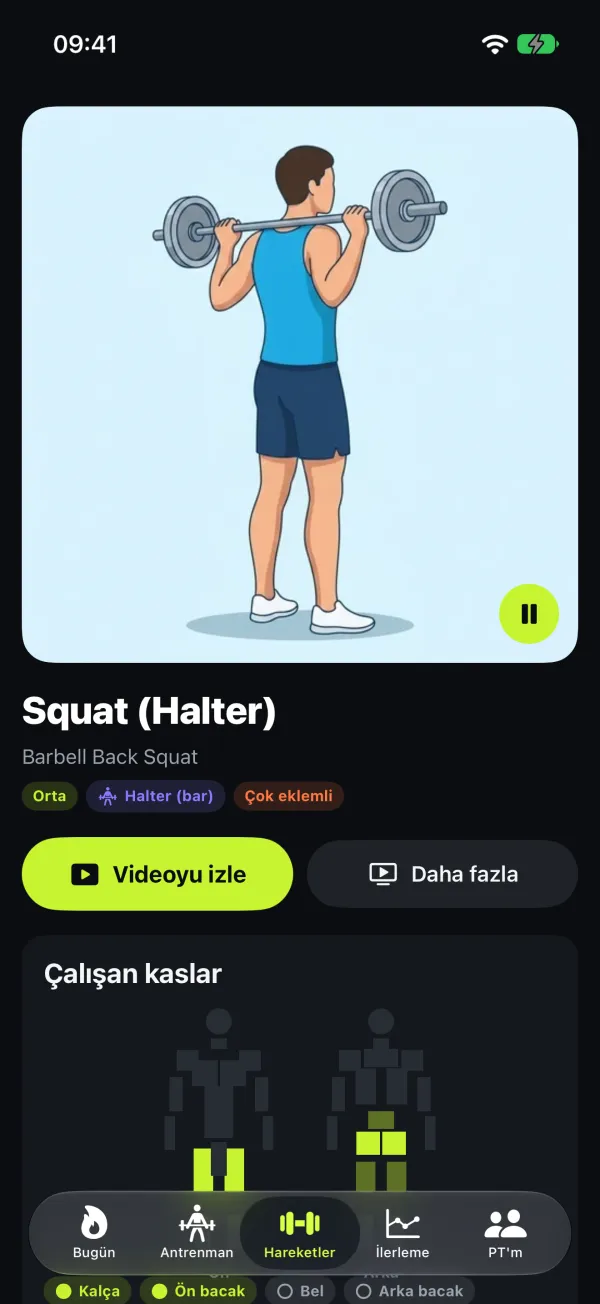 09:41
Squat (Halter)
Barbell Back Squat
Orta
Halter (bar)
Çok eklemli
Videoyu izle
Daha fazla
Çalışan kaslar
Bugün
Antrenman
Hareketler
İlerleme
PT'm
Kalça
Ön bacak
Bel
Arka bacak